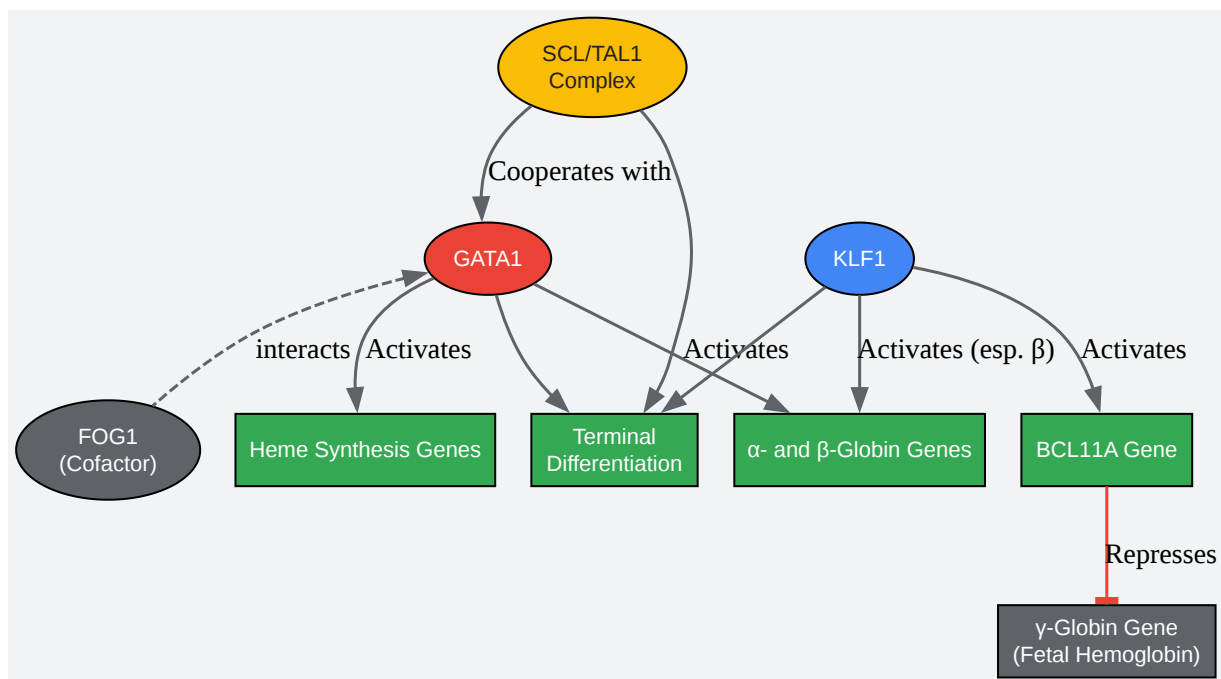 SCL/TAL1
Complex
Cooperates with
GATA1
KLF1
interacts
Activates
Activates
Activates (esp. β)
Activates
FOG1
(Cofactor)
Heme Synthesis Genes
Terminal
Differentiation
α- and β-Globin Genes
BCL11A Gene
Represses
γ-Globin Gene
(Fetal Hemoglobin)